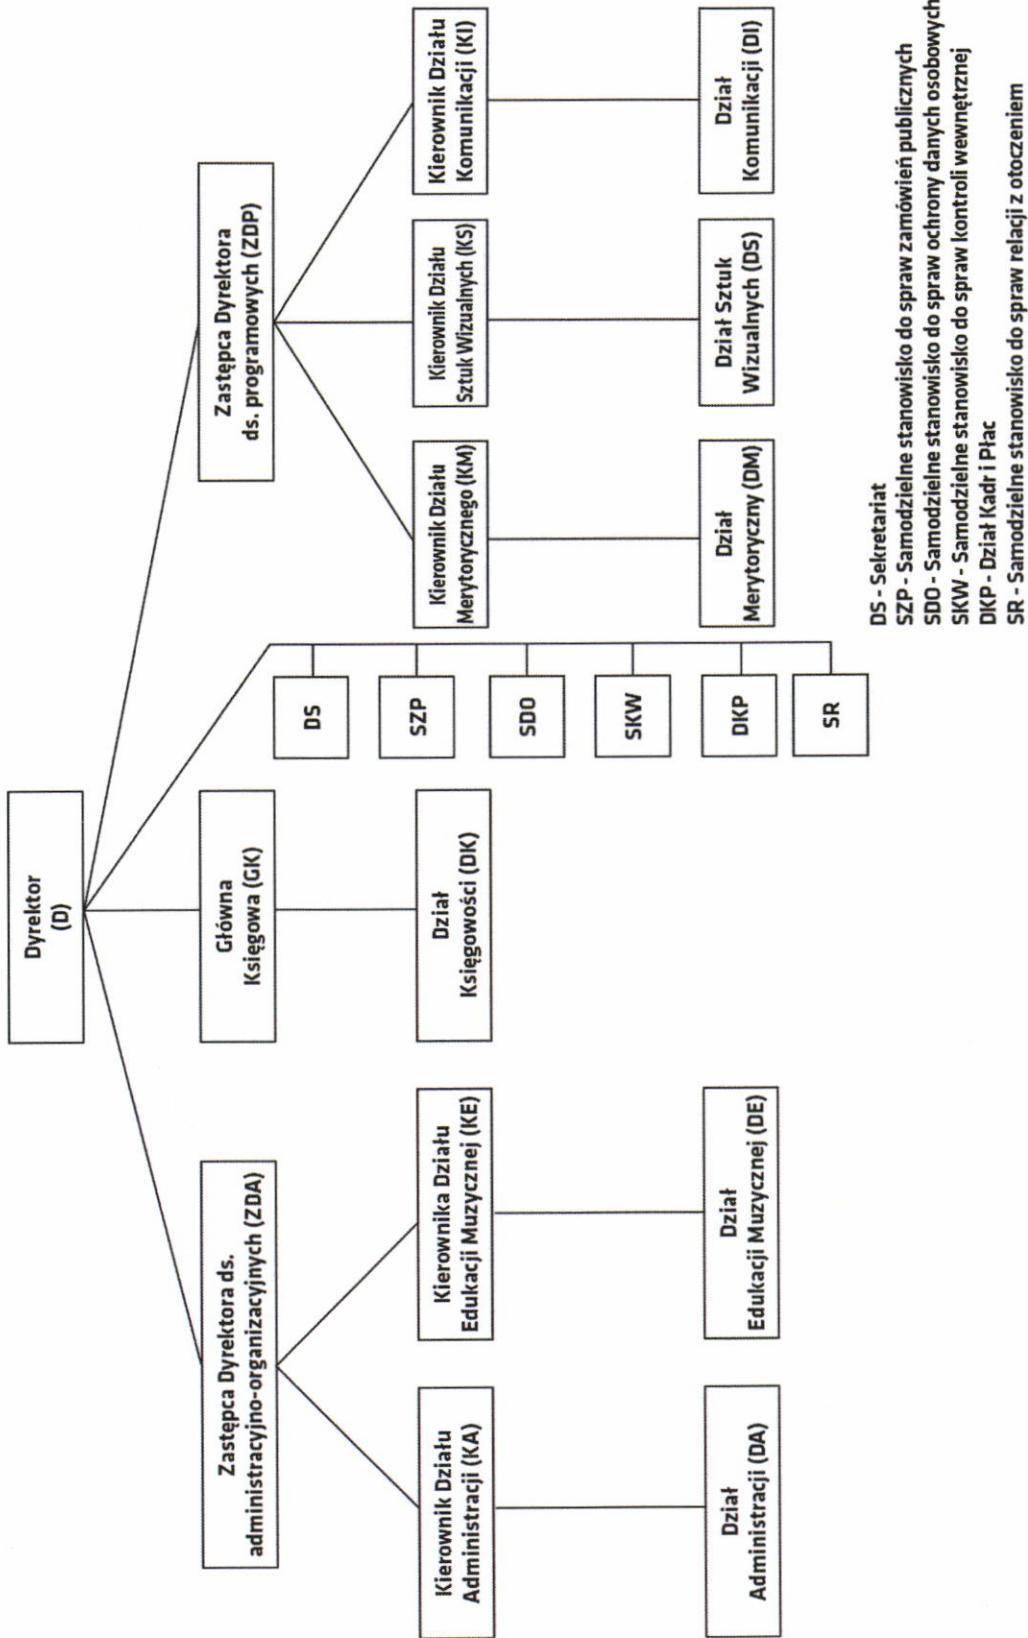 Dyrektor
(D)
Zastępca Dyrektora ds.
administracyjno-organizacyjnych (ZDA)
Główna
Księgowa (GK)
Zastępca Dyrektora
ds. programowych (ZDP)
Kierownik Działu
Administracji (KA)
Kierownika Działu
Edukacji Muzycznej (KE)
Dział
Księgowości (DK)
DS
SZP
SDO
SKW
DKP
SR
Kierownik Działu
Merytorycznego (KM)
Kierownik Działu
Sztuk Wizualnych (KS)
Kierownik Działu
Komunikacji (KI)
Dział
Administracji (DA)
Dział
Edukacji Muzycznej (DE)
Dział
Merytoryczny (DM)
Dział Sztuk
Wizualnych (DS)
Dział
Komunikacji (DI)
DS - Sekretariat
SZP - Samodzielne stanowisko do spraw zamówień publicznych
SDO - Samodzielne stanowisko do spraw ochrony danych osobowych
SKW - Samodzielne stanowisko do spraw kontroli wewnętrznej
DKP - Dział Kadr i Płac
SR - Samodzielne stanowisko do spraw relacji z otoczeniem